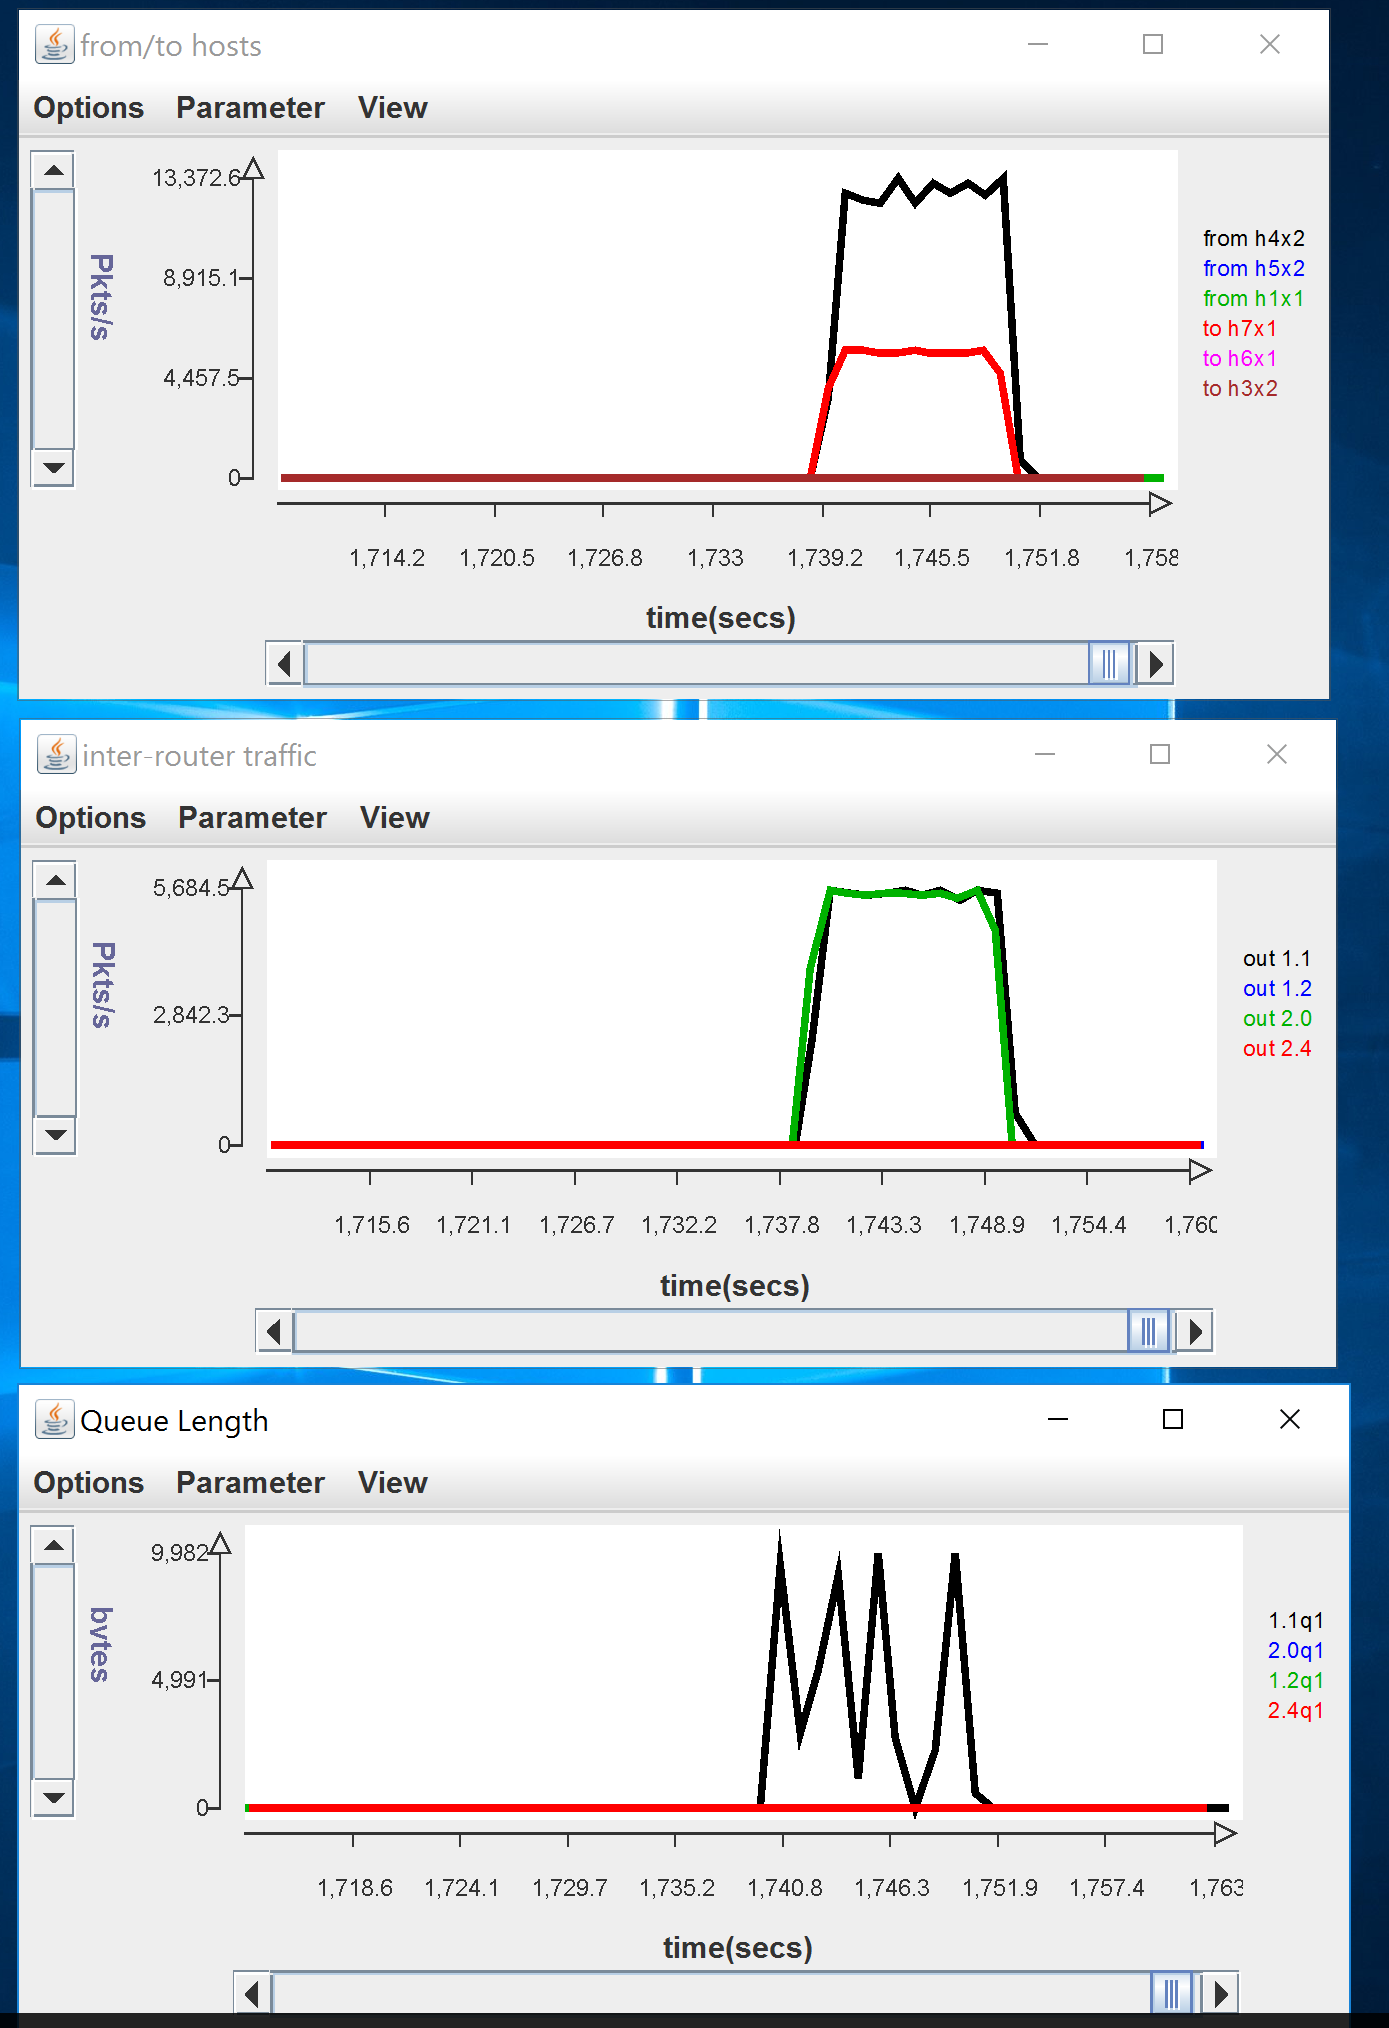 from/to hosts
Options Parameter View
Pkts/s
13,372.6
8,915.1
4,457.5
0
from h4x2
from h5x2
from h1x1
to h7x1
to h6x1
to h3x2
1,714.2 1,720.5 1,726.8 1,733 1,739.2 1,745.5 1,751.8 1,758
time(secs)
inter-router traffic
Options Parameter View
Pkts/s
5,684.5
2,842.3
0
out 1.1
out 1.2
out 2.0
out 2.4
1,715.6 1,721.1 1,726.7 1,732.2 1,737.8 1,743.3 1,748.9 1,754.4 1,760
time(secs)
Queue Length
Options Parameter View
bytes
9,982
4,991
0
1.1q1
2.0q1
1.2q1
2.4q1
1,718.6 1,724.1 1,729.7 1,735.2 1,740.8 1,746.3 1,751.9 1,757.4 1,763
time(secs)